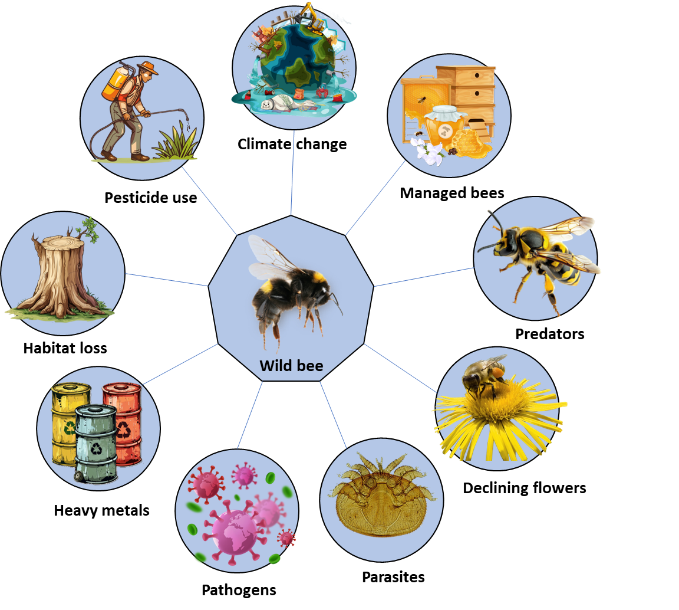 Climate change
Managed bees
Pesticide use
Predators
Habitat loss
Wild bee
Declining flowers
Heavy metals
Parasites
Pathogens